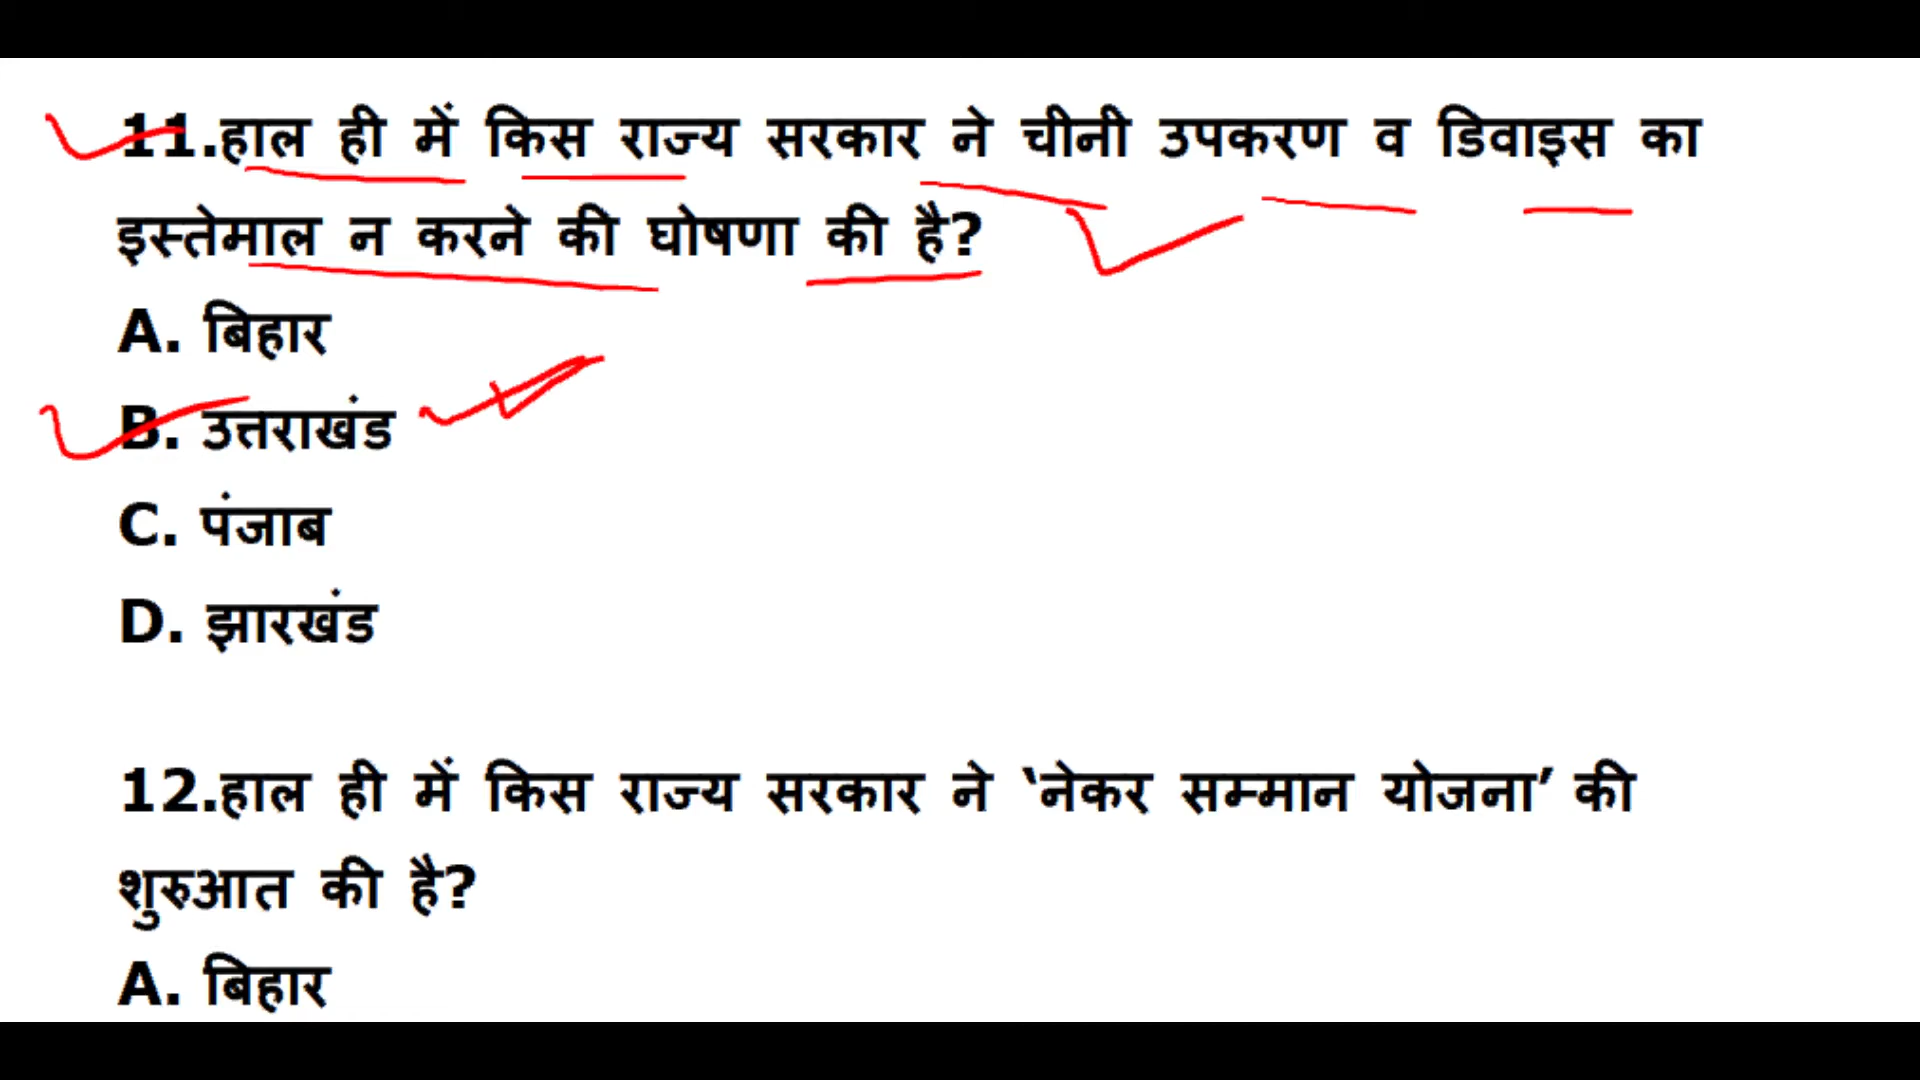 11.हाल ही में किस राज्य सरकार ने चीनी उपकरण व डिवाइस का
इस्तेमाल न करने की घोषणा की है?
A. बिहार
B. उत्तराखंड
C. पंजाब
D. झारखंड
12.हाल ही में किस राज्य सरकार ने ‘नेकर सम्मान योजना’ की
शुरुआत की है?
A. बिहार